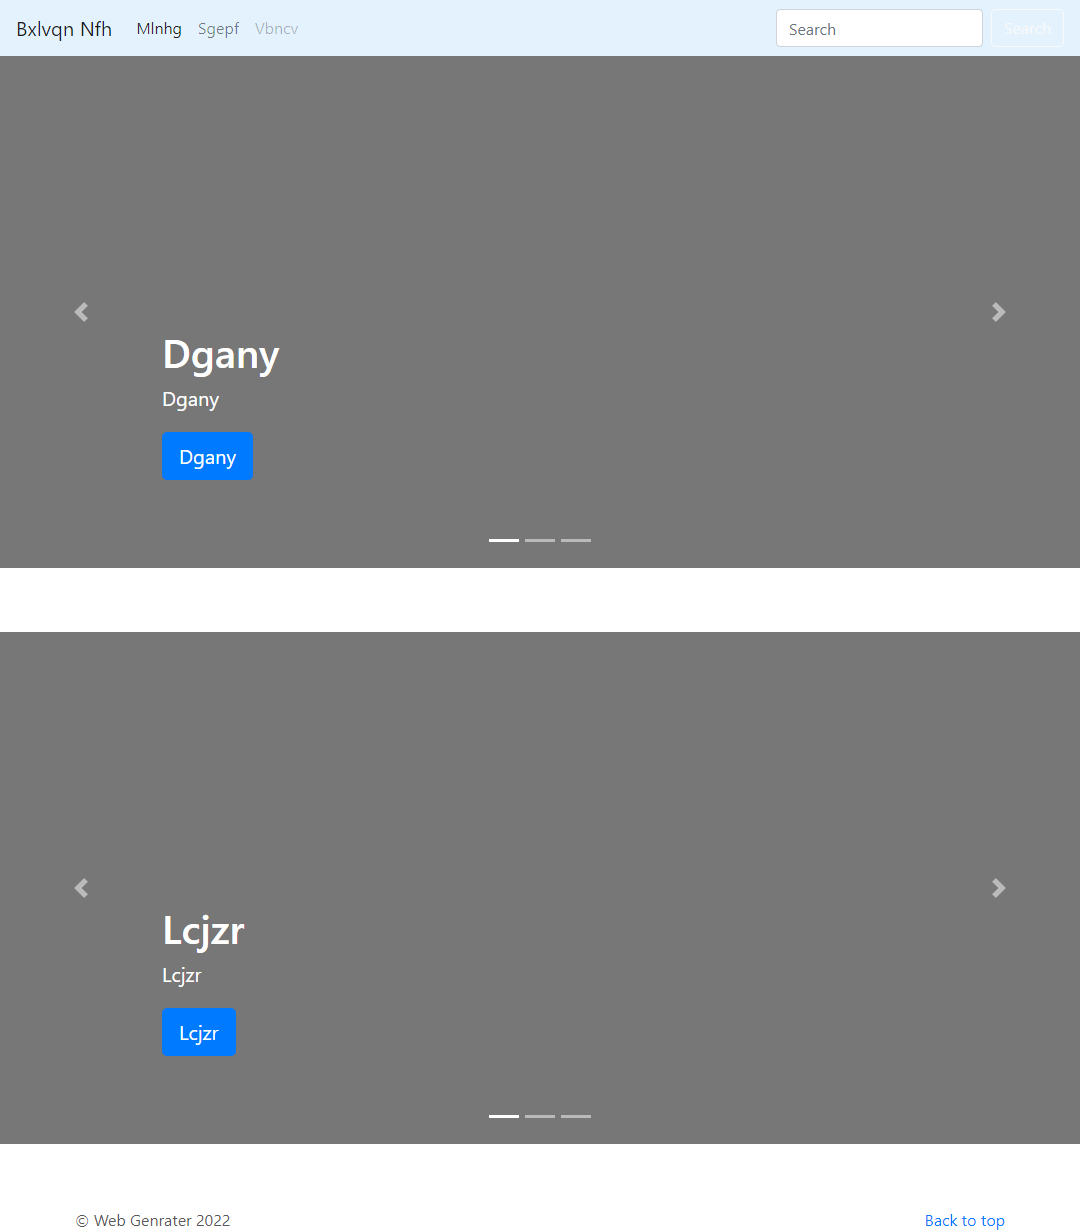 Bxlvqn Nfh Mlnhg Sgepf Vbncv Search Search
Dgany
Dgany
Dgany
Lcjzr
Lcjzr
Lcjzr
© Web Genrater 2022 Back to top